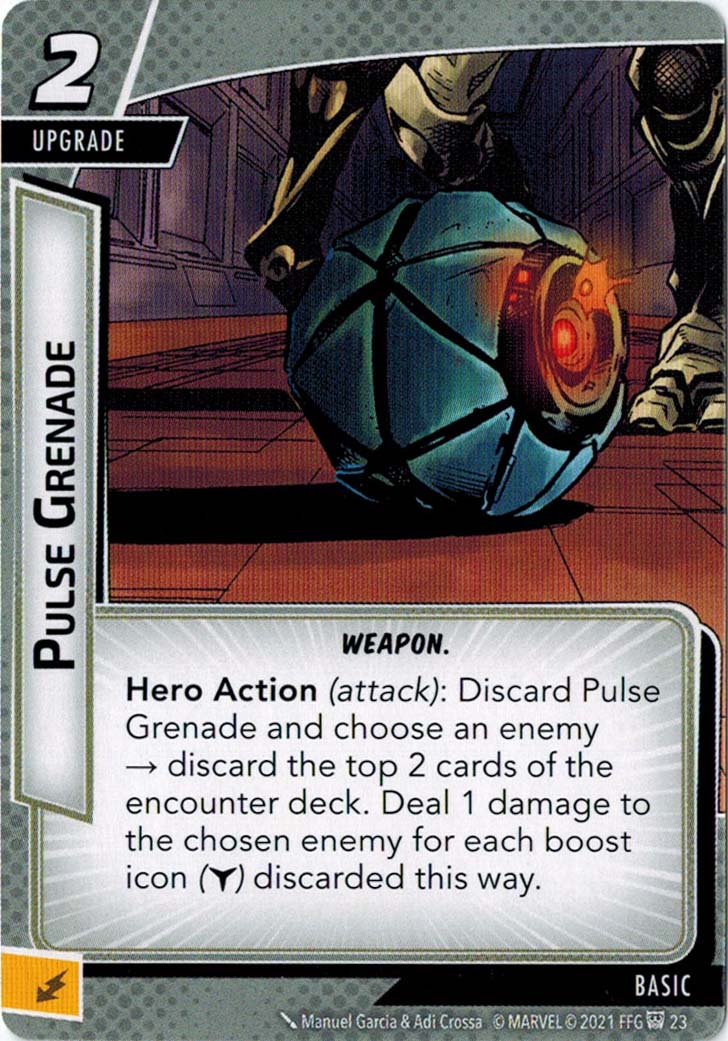 2
UPGRADE
PULSE GRENADE
WEAPON.
Hero Action (attack): Discard Pulse
Grenade and choose an enemy
→ discard the top 2 cards of the
encounter deck. Deal 1 damage to
the chosen enemy for each boost
icon () discarded this way.
BASIC
Manuel Garcia & Adi Crossa © MARVEL © 2021 FFG 23